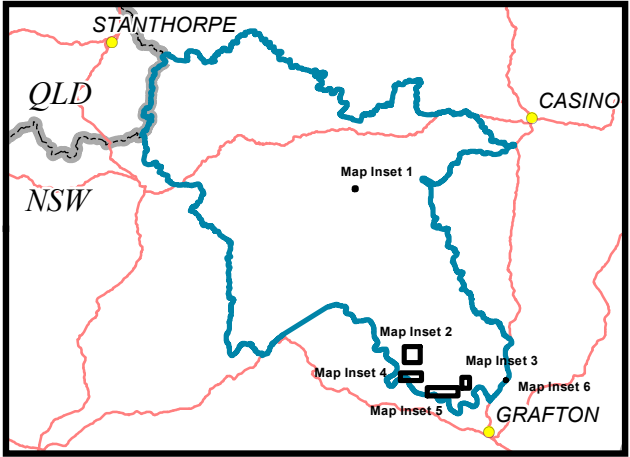 STANTHORPE
QLD
CASINO
Map Inset 1
NSW
Map Inset 2
Map Inset 3
Map Inset 4
Map Inset 6
Map Inset 5
GRAFTON